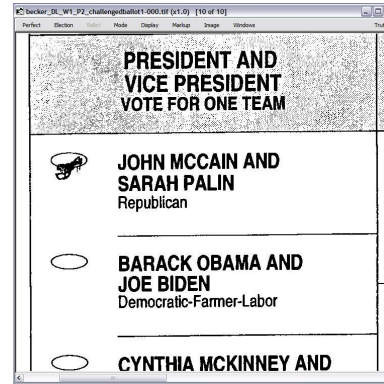 becker_DL_W1_P2_challengedballot1-000.tif (x1.0) [10 of 10]
Perfect Election Select Mode Display Markup Image Windows
PRESIDENT AND
VICE PRESIDENT
VOTE FOR ONE TEAM
JOHN MCCAIN AND
SARAH PALIN
Republican
BARACK OBAMA AND
JOE BIDEN
Democratic-Farmer-Labor
CYNTHIA MCKINNEY AND